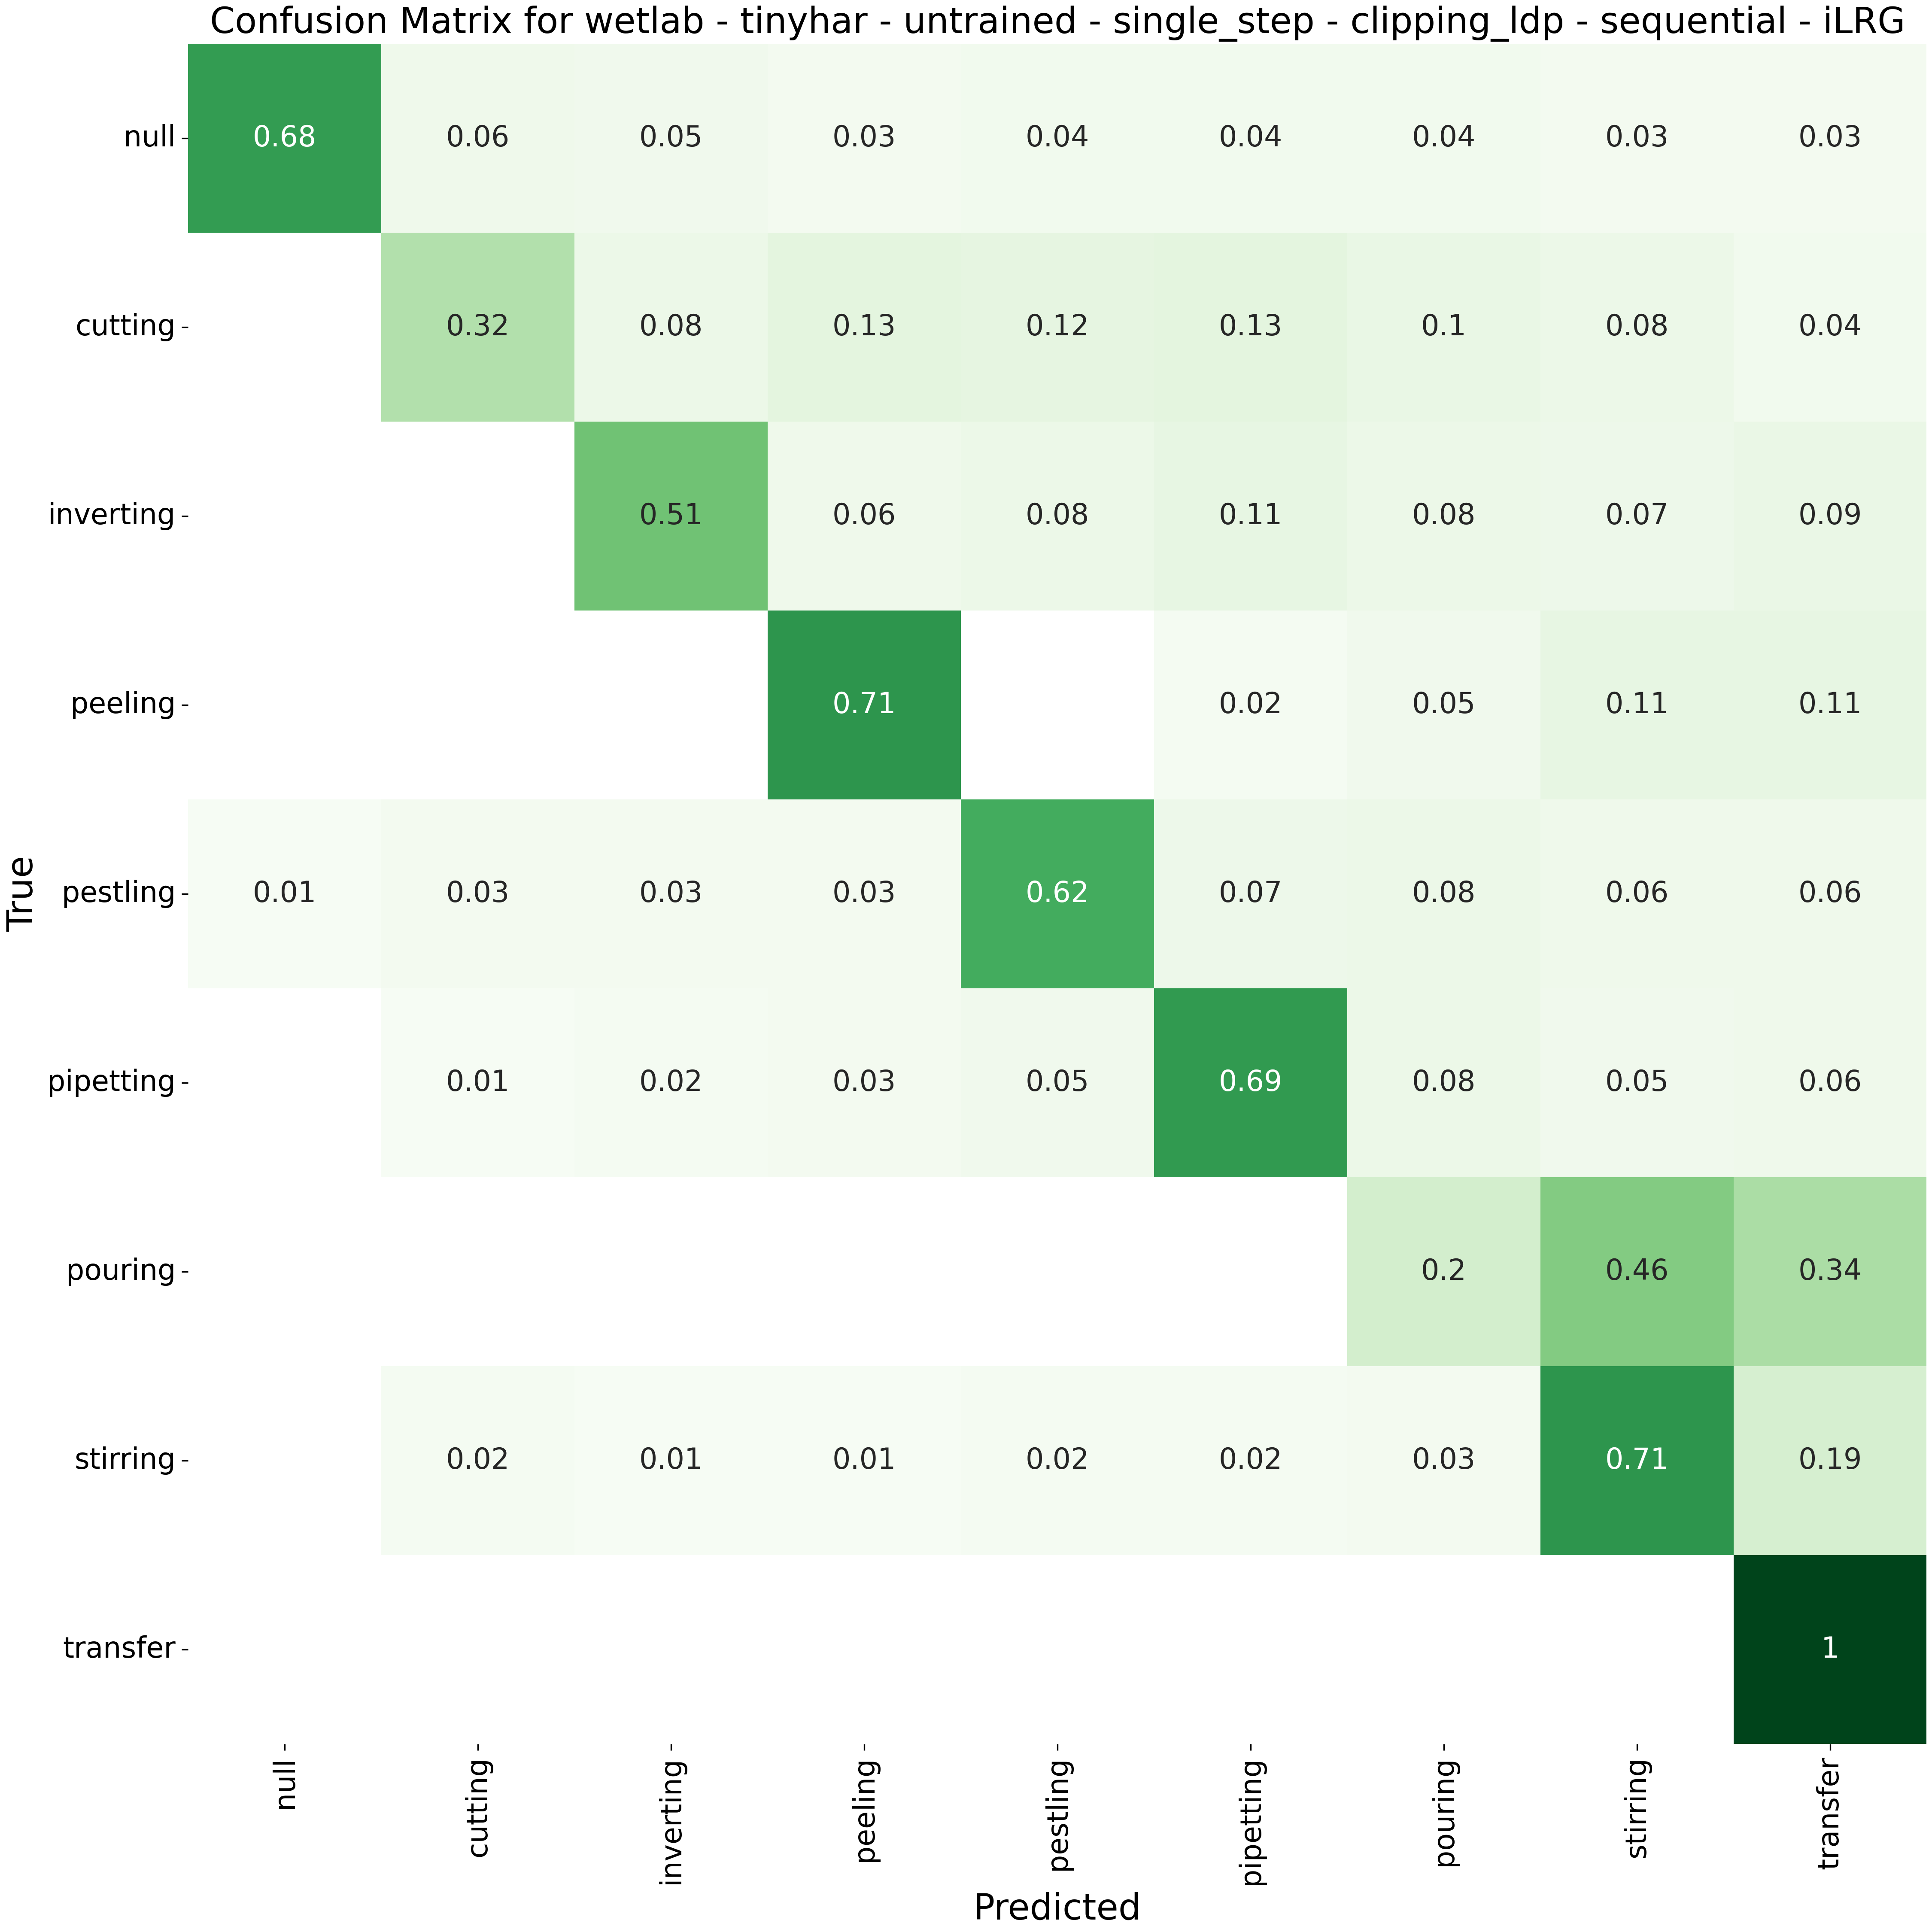 Confusion Matrix for wetlab - tinyhar - untrained - single_step - clipping_ldp - sequential - iLRG
null 0.68 0.06 0.05 0.03 0.04 0.04 0.04 0.03 0.03
cutting 0.32 0.08 0.13 0.12 0.13 0.1 0.08 0.04
inverting 0.51 0.06 0.08 0.11 0.08 0.07 0.09
peeling 0.71 0.02 0.05 0.11 0.11
pestling 0.01 0.03 0.03 0.03 0.62 0.07 0.08 0.06 0.06
pipetting 0.01 0.02 0.03 0.05 0.69 0.08 0.05 0.06
pouring 0.2 0.46 0.34
stirring 0.02 0.01 0.01 0.02 0.02 0.03 0.71 0.19
transfer 1
True
null cutting inverting peeling pestling pipetting pouring stirring transfer
Predicted